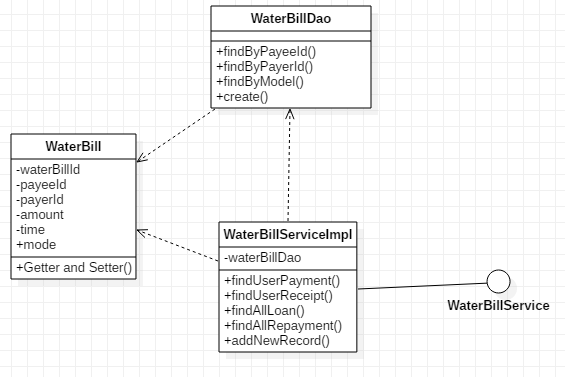 WaterBillDao
+findByPayeeId()
+findByPayerId()
+findByModel()
+create()
WaterBill
-waterBillId
-payeeId
-payerId
-amount
-time
+mode
+Getter and Setter()
WaterBillServiceImpl
-waterBillDao
+findUserPayment()
+findUserReceipt()
+findAllLoan()
+findAllRepayment()
+addNewRecord()
WaterBillService